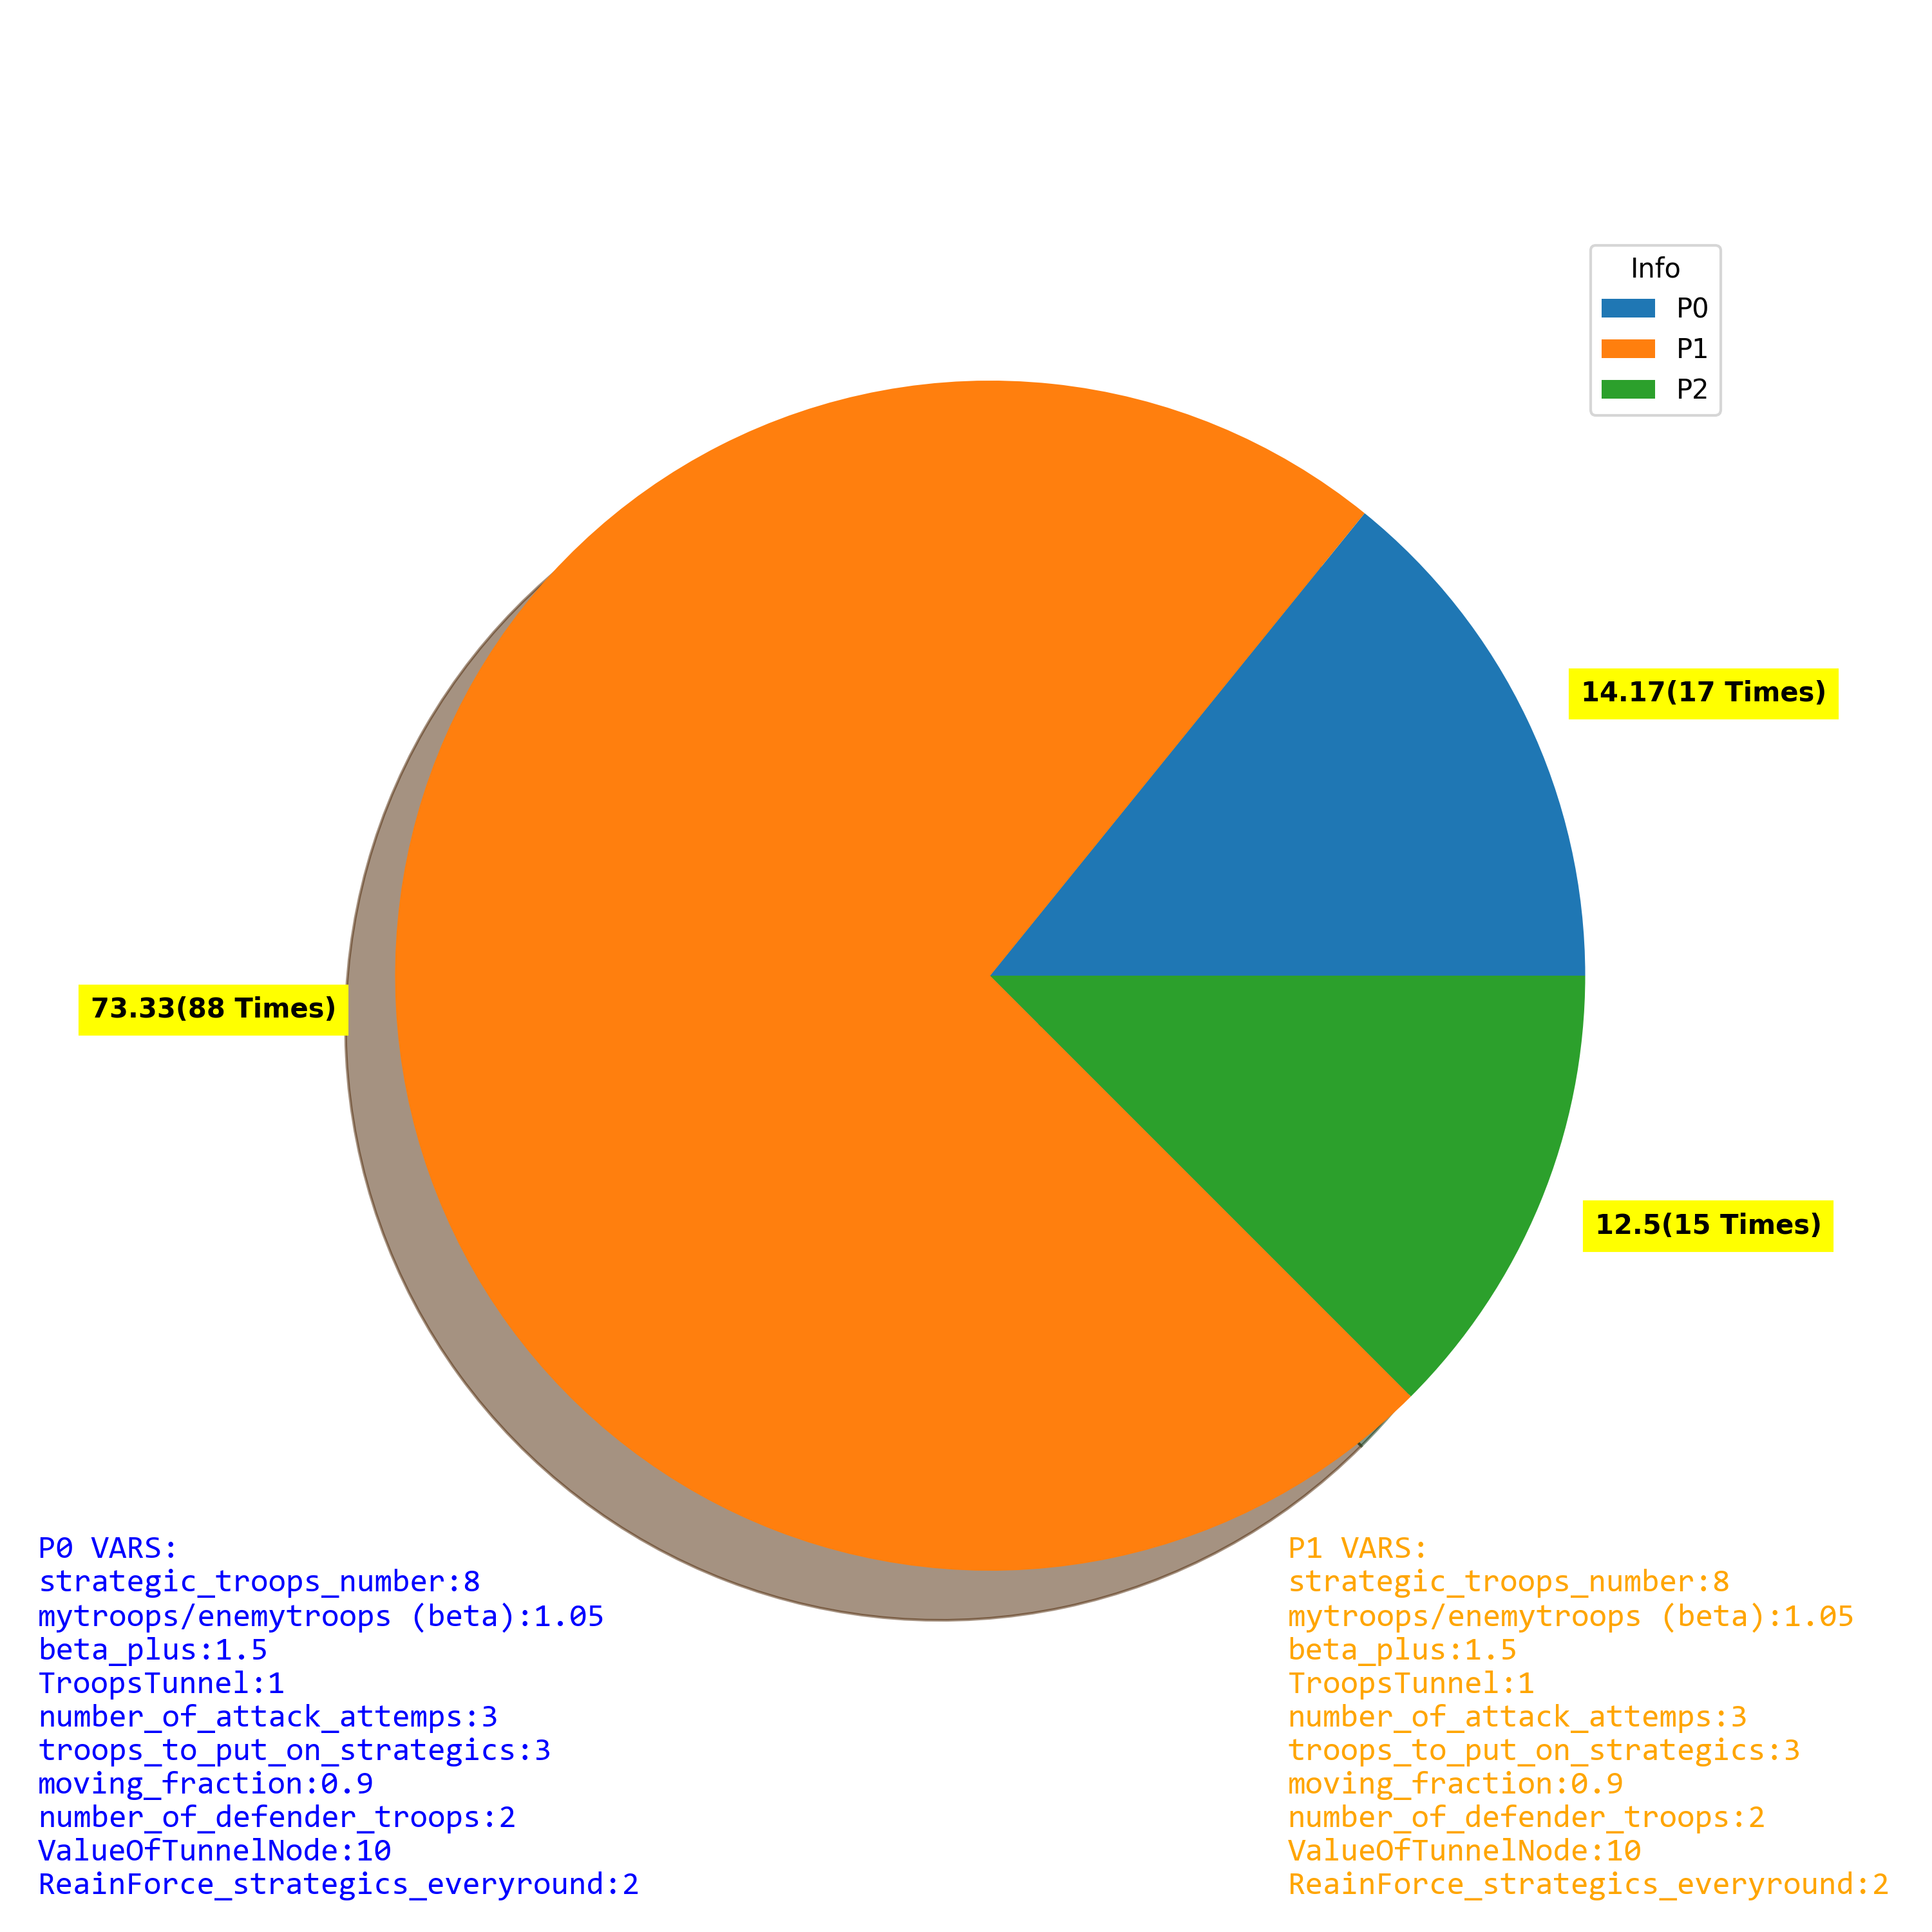 Info
P0
P1
P2
14.17(17 Times)
73.33(88 Times)
12.5(15 Times)
P0 VARS:
strategic_troops_number:8
mytroops/enemytroops (beta):1.05
beta_plus:1.5
TroopsTunnel:1
number_of_attack_attemps:3
troops_to_put_on_strategics:3
moving_fraction:0.9
number_of_defender_troops:2
ValueOfTunnelNode:10
ReainForce_strategics_everyround:2
P1 VARS:
strategic_troops_number:8
mytroops/enemytroops (beta):1.05
beta_plus:1.5
TroopsTunnel:1
number_of_attack_attemps:3
troops_to_put_on_strategics:3
moving_fraction:0.9
number_of_defender_troops:2
ValueOfTunnelNode:10
ReainForce_strategics_everyround:2